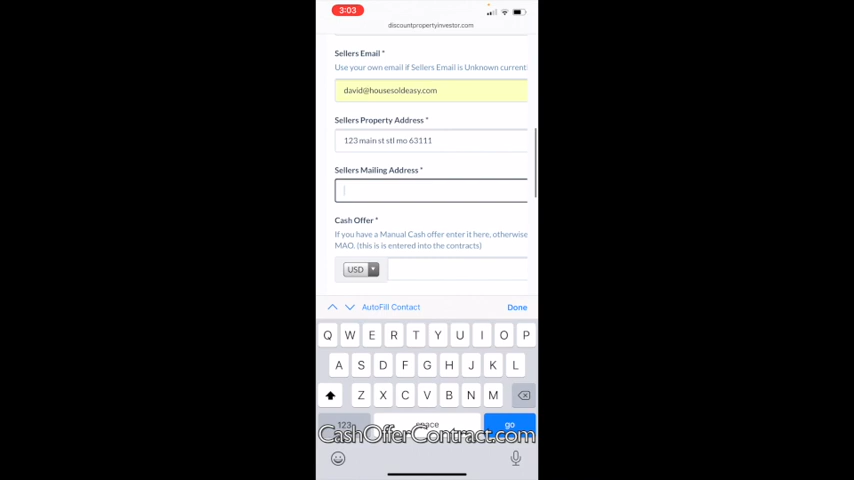 3:03
discountpropertyinvestor.com
Sellers Email *
Use your own email if Sellers Email is Unknown current
david@housesoldeasy.com
Sellers Property Address *
123 main st stl mo 63111
Sellers Mailing Address *
Cash Offer *
If you have a Manual Cash offer enter it here, otherwise
MAO. (this is is entered into the contracts)
USD
AutoFill Contact Done
Q W E R T Y U I O P
A S D F G H J K L
Z X C V B N M
123 space go
CashOfferContract.com